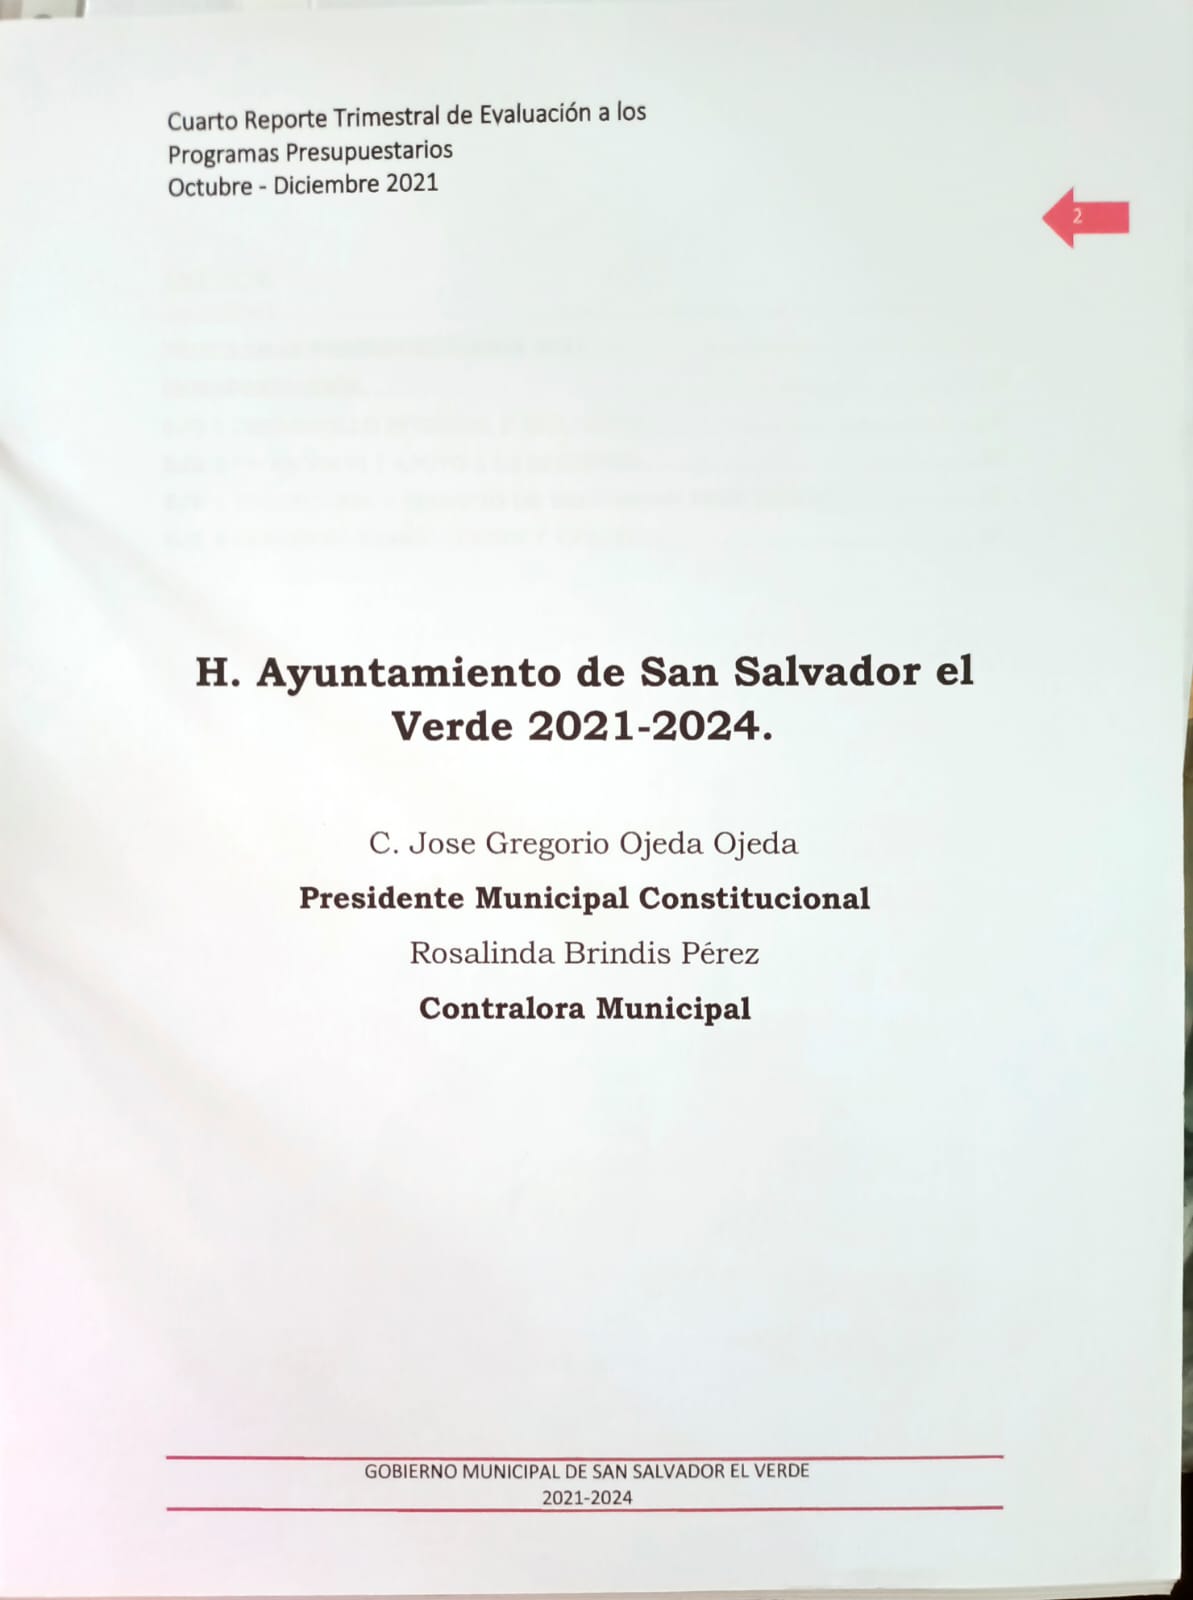 Cuarto Reporte Trimestral de Evaluación a los
Programas Presupuestarios
Octubre - Diciembre 2021
2
H. Ayuntamiento de San Salvador el
Verde 2021-2024.
C. Jose Gregorio Ojeda Ojeda
Presidente Municipal Constitucional
Rosalinda Brindis Pérez
Contralora Municipal
GOBIERNO MUNICIPAL DE SAN SALVADOR EL VERDE
2021-2024